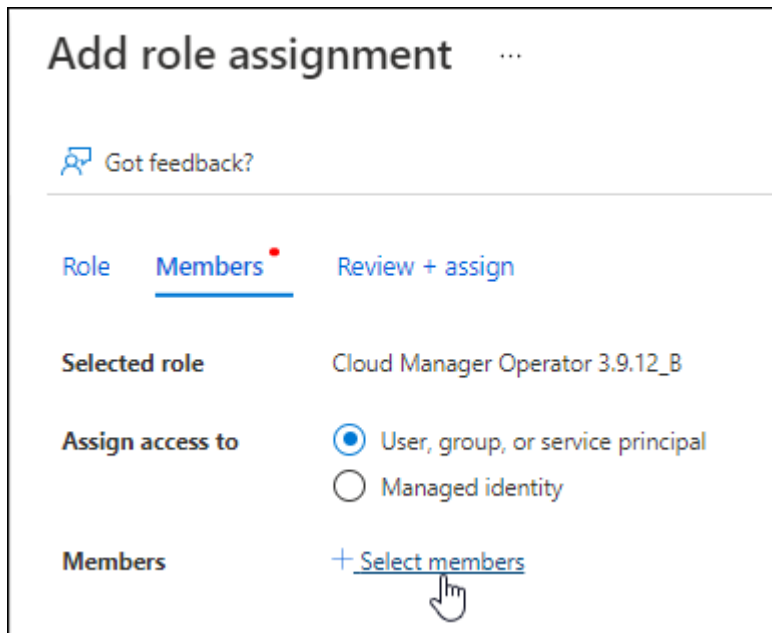 Add role assignment ...
Got feedback?
Role Members Review + assign
Selected role Cloud Manager Operator 3.9.12_B
Assign access to User, group, or service principal
Managed identity
Members + Select members